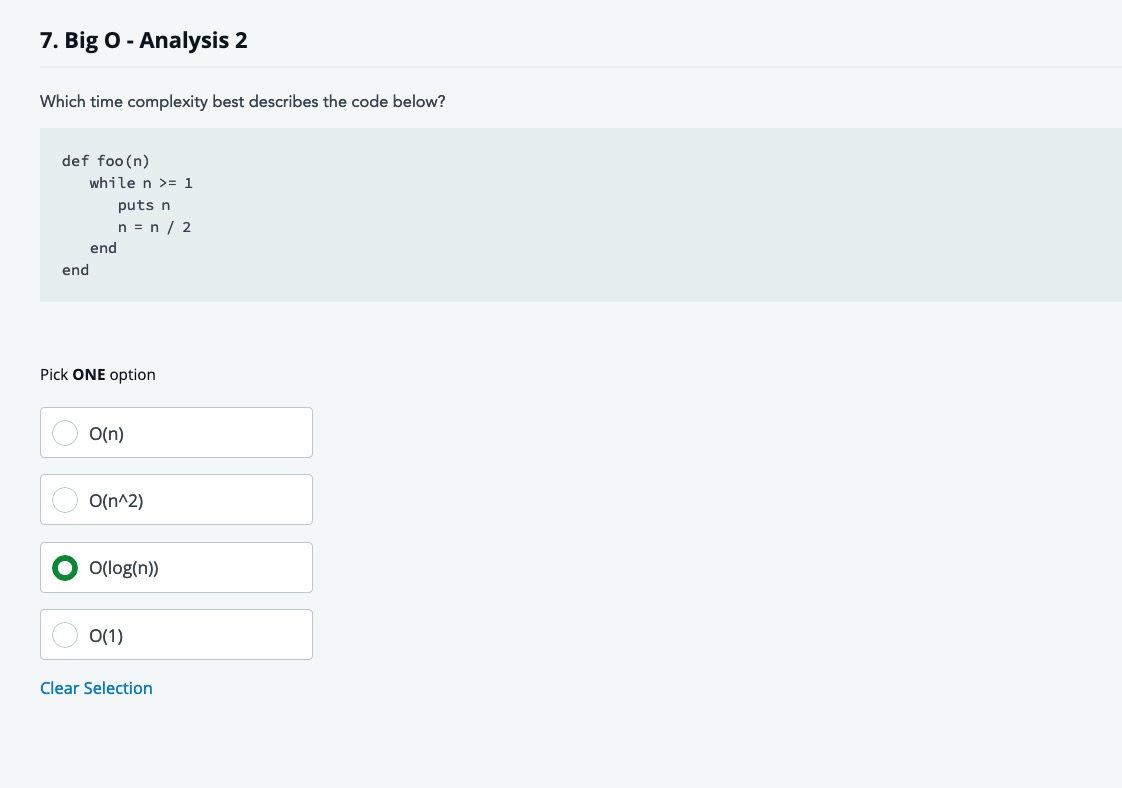 7. Big O - Analysis 2
Which time complexity best describes the code below?
def foo(n)
   while n >= 1
      puts n
      n = n / 2
   end
end
Pick ONE option
O(n)
O(n^2)
O(log(n))
O(1)
Clear Selection